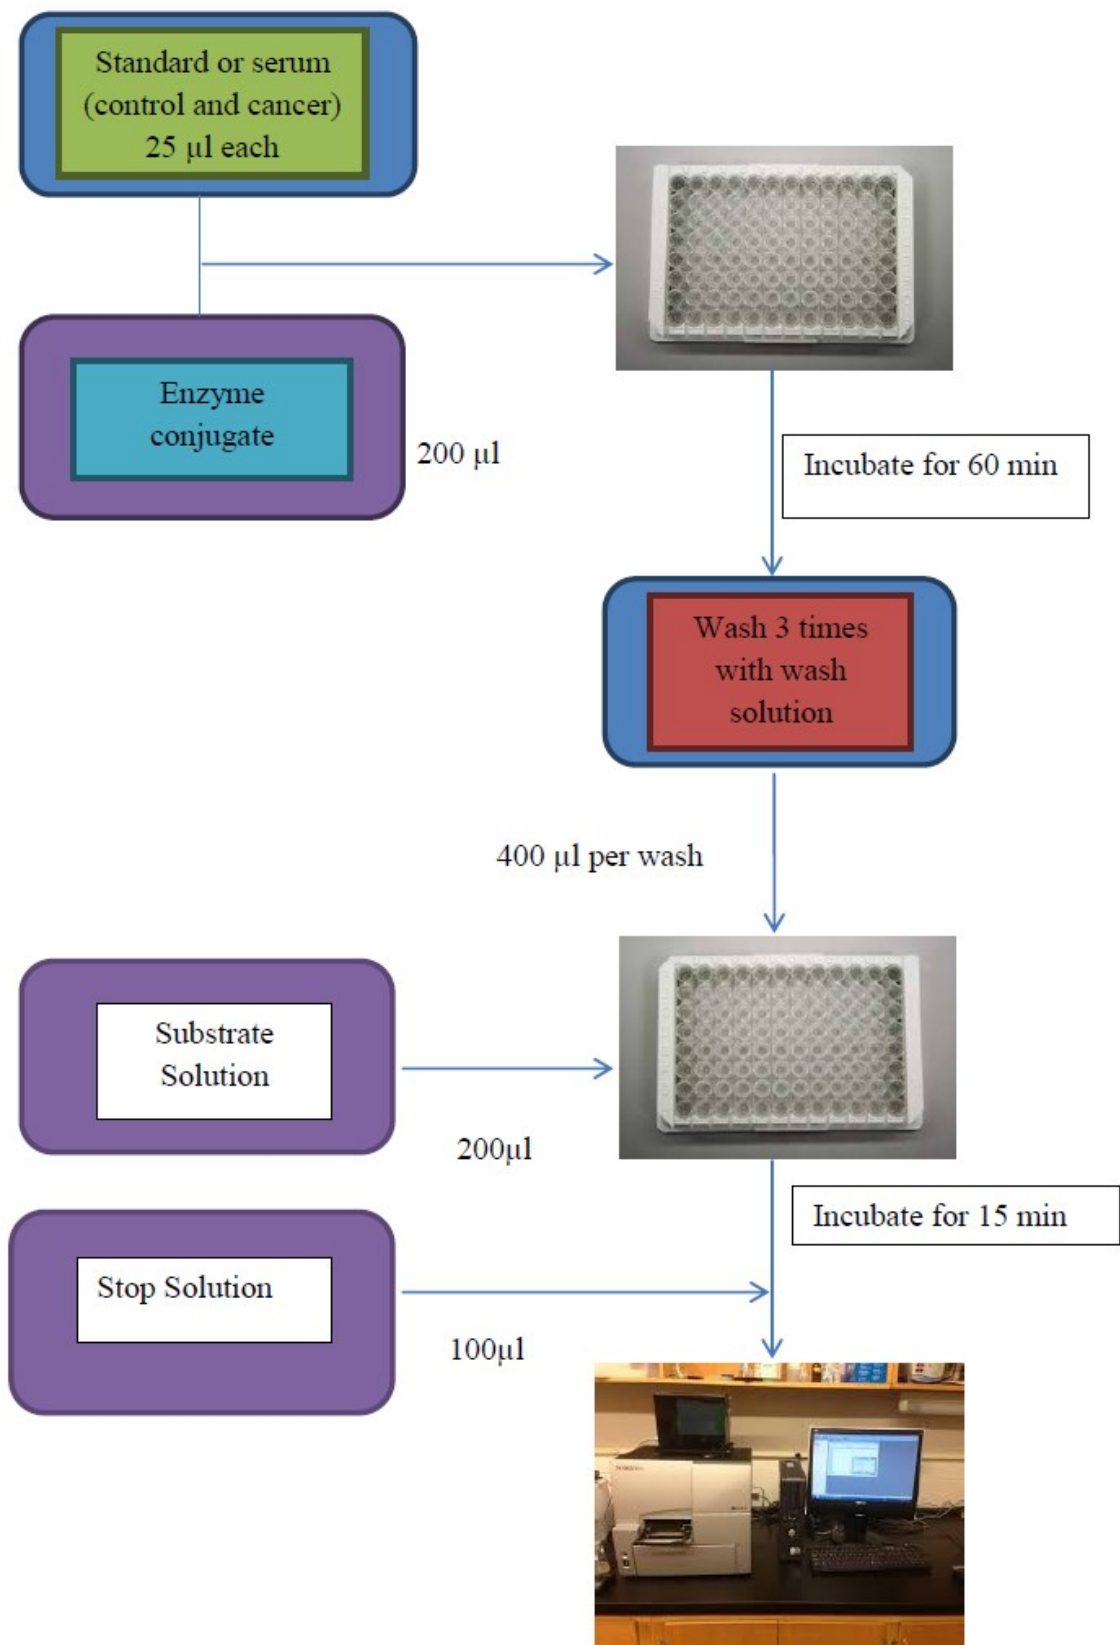 Standard or serum
(control and cancer)
25 µl each
Enzyme
conjugate
200 µl
Incubate for 60 min
Wash 3 times
with wash
solution
400 µl per wash
Substrate
Solution
200µl
Incubate for 15 min
Stop Solution
100µl